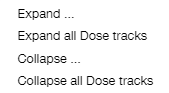 Expand ...
Expand all Dose tracks
Collapse ...
Collapse all Dose tracks